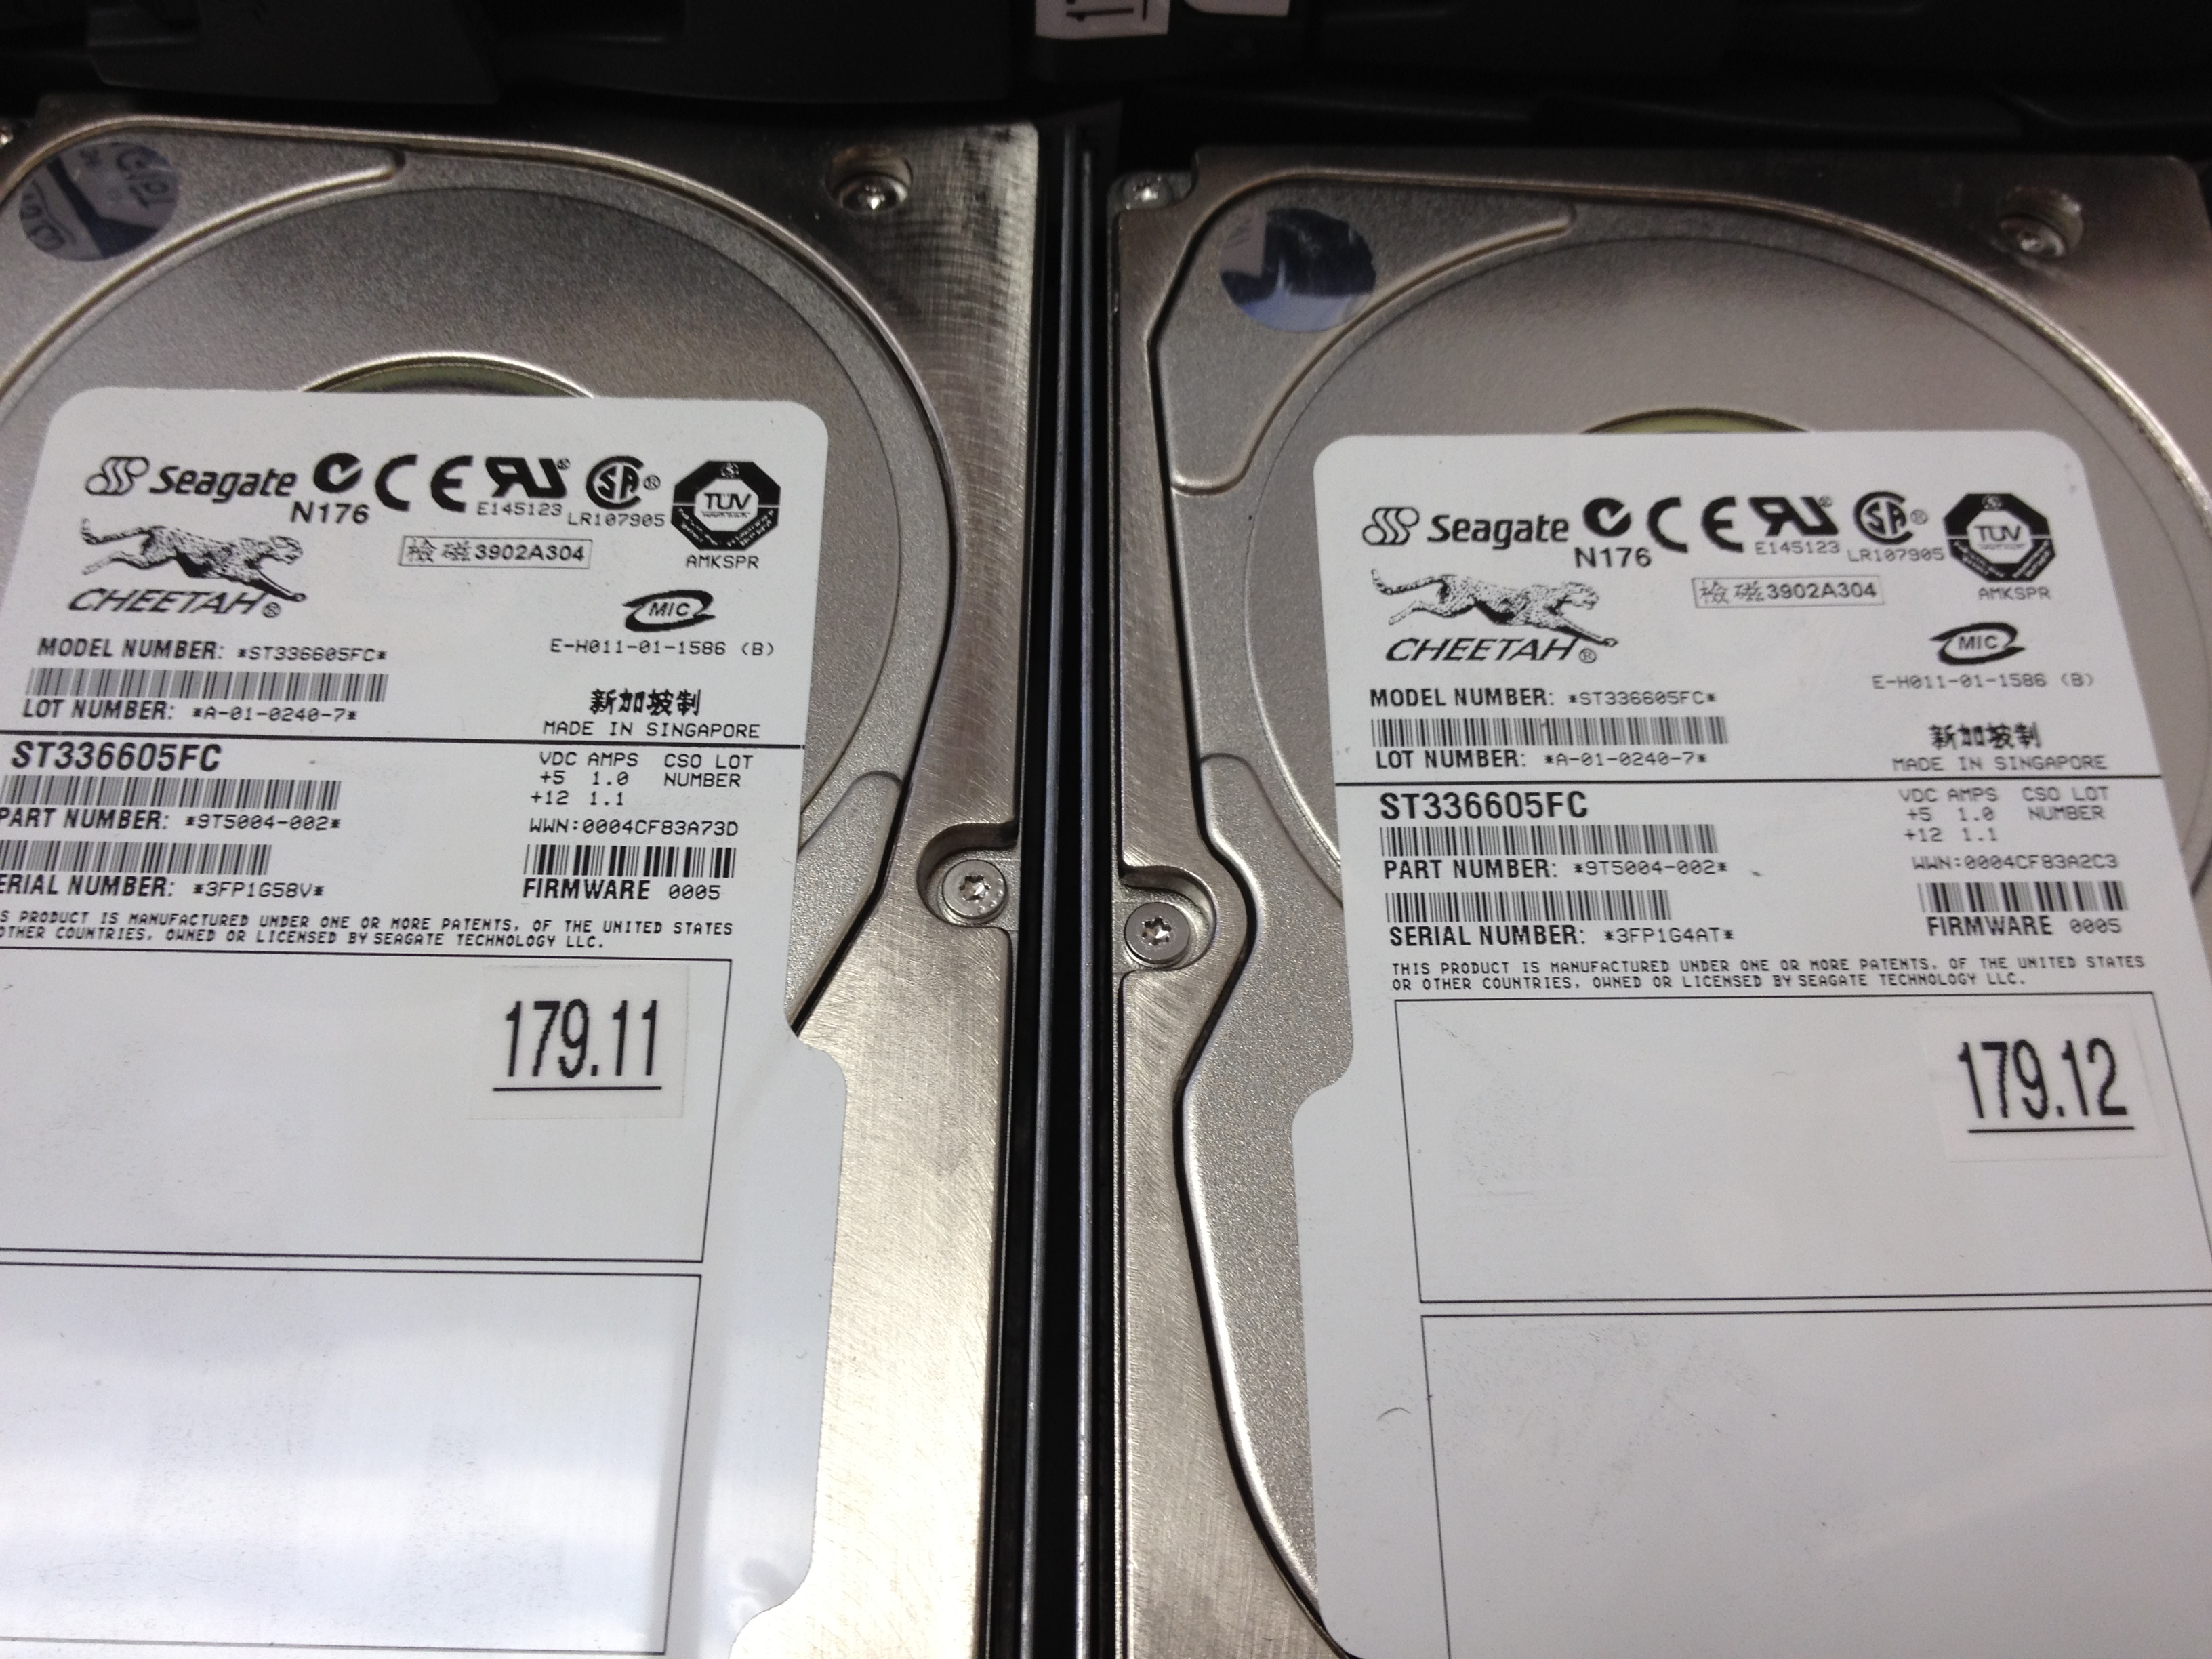 Seagate
N176
CE
E145123
LR107905
TÜV
AMKSPR
CHEETAH®
檢磁3902A304
MIC
E-H011-01-1586 (B)
MODEL NUMBER: *ST336605FC*
LOT NUMBER: *A-01-0240-7*
新加坡制
MADE IN SINGAPORE
ST336605FC
PART NUMBER: *9T5004-002*
ERIAL NUMBER: *3FP1G58V*
VDC AMPS CSO LOT
+5 1.0 NUMBER
+12 1.1
WWN:0004CF83A73D
FIRMWARE 0005
S PRODUCT IS MANUFACTURED UNDER ONE OR MORE PATENTS, OF THE UNITED STATES
OTHER COUNTRIES, OWNED OR LICENSED BY SEAGATE TECHNOLOGY LLC.
179.11
Seagate
N176
CE
E145123
LR107905
TÜV
AMKSPR
CHEETAH®
檢磁3902A304
MIC
E-H011-01-1586 (B)
MODEL NUMBER: *ST336605FC*
LOT NUMBER: *A-01-0240-7*
新加坡制
MADE IN SINGAPORE
ST336605FC
PART NUMBER: *9T5004-002*
SERIAL NUMBER: *3FP1G4AT*
VDC AMPS CSO LOT
+5 1.0 NUMBER
+12 1.1
WWN:0004CF83A2C3
FIRMWARE 0005
THIS PRODUCT IS MANUFACTURED UNDER ONE OR MORE PATENTS, OF THE UNITED STATES
OR OTHER COUNTRIES, OWNED OR LICENSED BY SEAGATE TECHNOLOGY LLC.
179.12